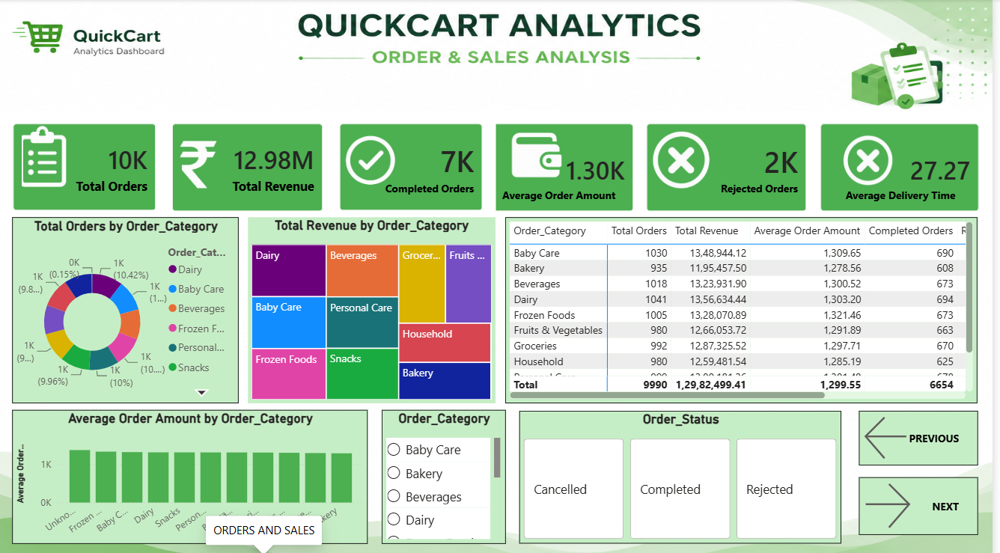 QuickCart
Analytics Dashboard
QUICKCART ANALYTICS
ORDER & SALES ANALYSIS
10K
Total Orders
12.98M
Total Revenue
7K
Completed Orders
1.30K
Average Order Amount
2K
Rejected Orders
27.27
Average Delivery Time
Total Orders by Order_Category
0K
(0.15%)
1K
(10.42%)
1K
(1...)
1K
(10....)
1K
(10%)
1K
(9.96%)
1K
(9...)
1K
(9.8...)
Order_Cat...
Dairy
Baby Care
Beverages
Frozen F...
Personal...
Snacks
Total Revenue by Order_Category
Dairy
Beverages
Grocer...
Fruits ...
Baby Care
Personal Care
Household
Frozen Foods
Snacks
Bakery
Order_Category Total Orders Total Revenue Average Order Amount Completed Orders
Baby Care 1030 13,48,944.12 1,309.65 690
Bakery 935 11,95,457.50 1,278.56 608
Beverages 1018 13,23,931.90 1,300.52 673
Dairy 1041 13,56,634.44 1,303.20 694
Frozen Foods 1005 13,28,070.89 1,321.46 673
Fruits & Vegetables 980 12,66,053.72 1,291.89 663
Groceries 992 12,87,325.52 1,297.71 670
Household 980 12,59,481.54 1,285.19 625
Total 9990 1,29,82,499.41 1,299.55 6654
Average Order Amount by Order_Category
Average Order...
1K
0K
Unkno...
Frozen ...
Baby C...
Dairy
Snacks
Person...
ORDERS AND SALES
Order_Category
Baby Care
Bakery
Beverages
Dairy
Order_Status
Cancelled
Completed
Rejected
PREVIOUS
NEXT